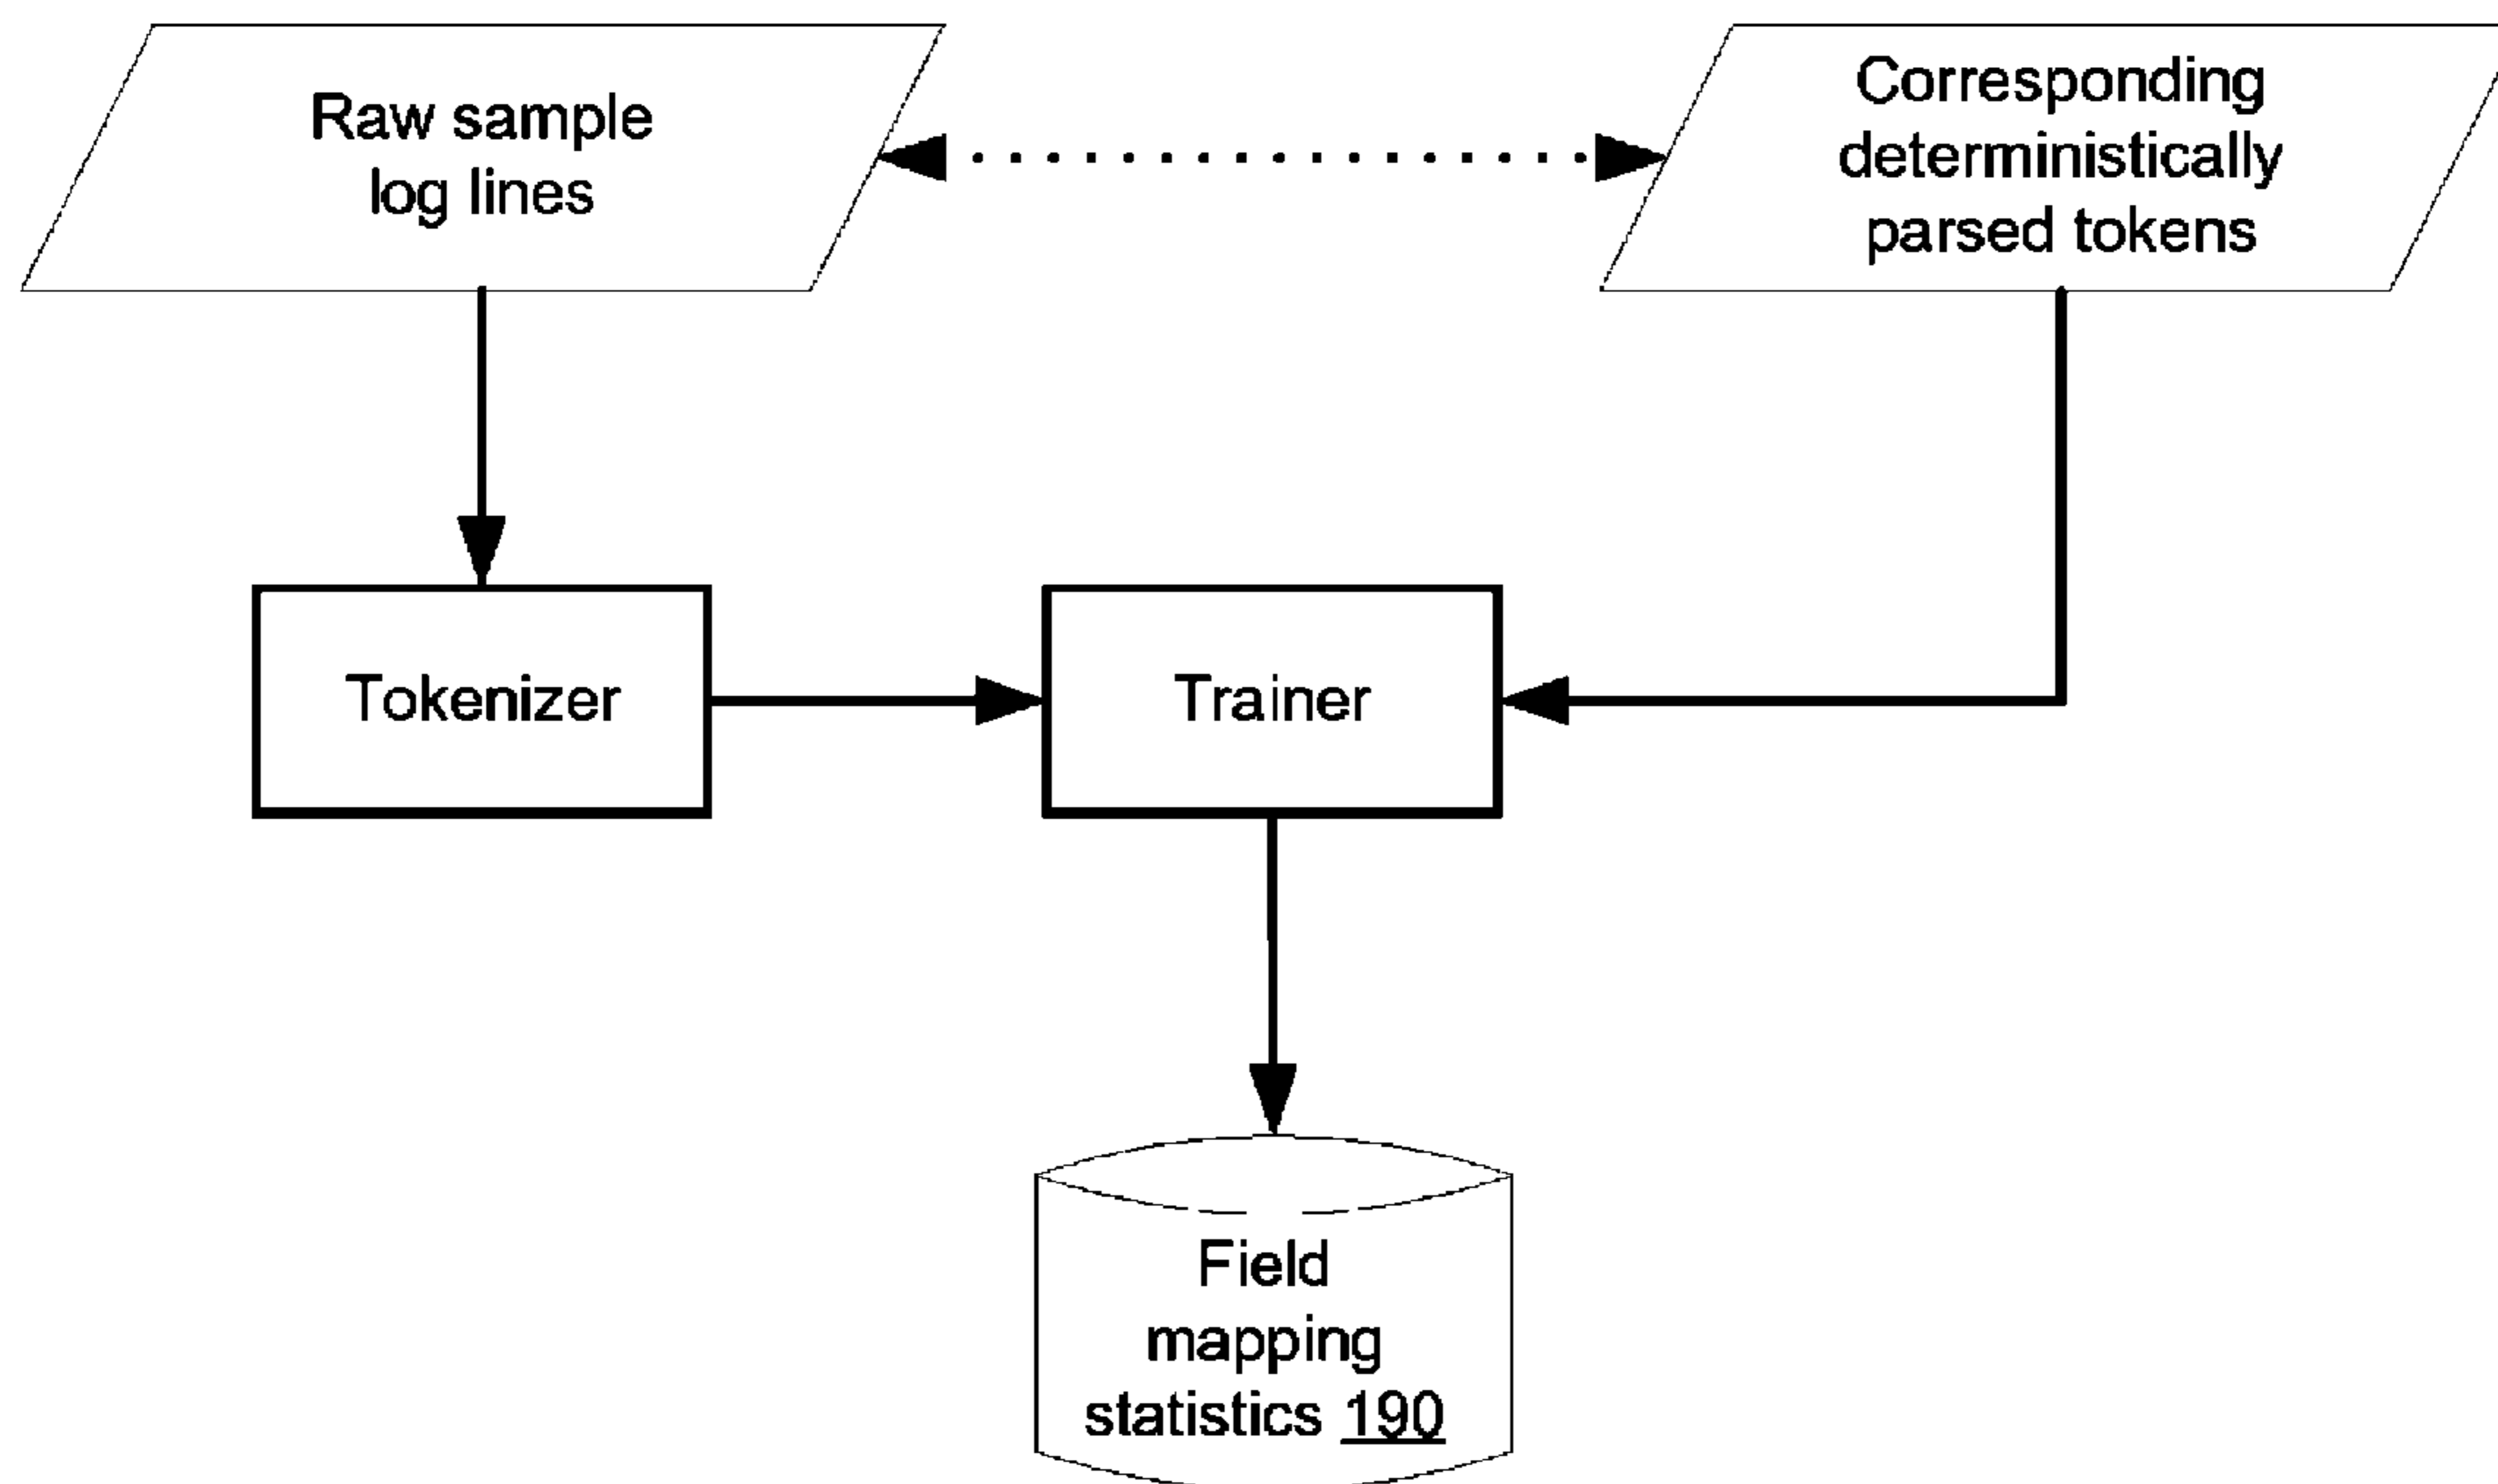 Raw sample
log lines
Corresponding
deterministically
parsed tokens
Tokenizer
Trainer
Field
mapping
statistics 190